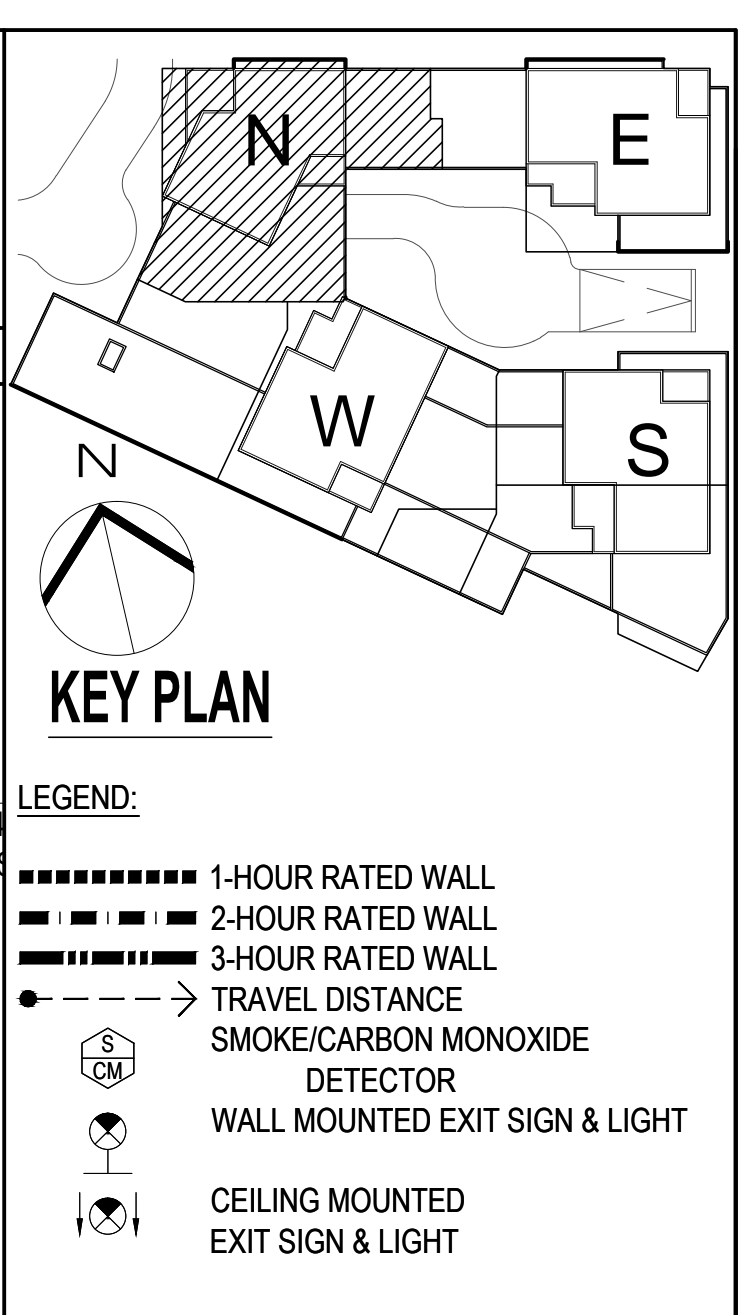 N
E
W
S
N
KEY PLAN
LEGEND:
1-HOUR RATED WALL
2-HOUR RATED WALL
3-HOUR RATED WALL
TRAVEL DISTANCE
S
CM
SMOKE/CARBON MONOXIDE
DETECTOR
WALL MOUNTED EXIT SIGN & LIGHT
CEILING MOUNTED
EXIT SIGN & LIGHT